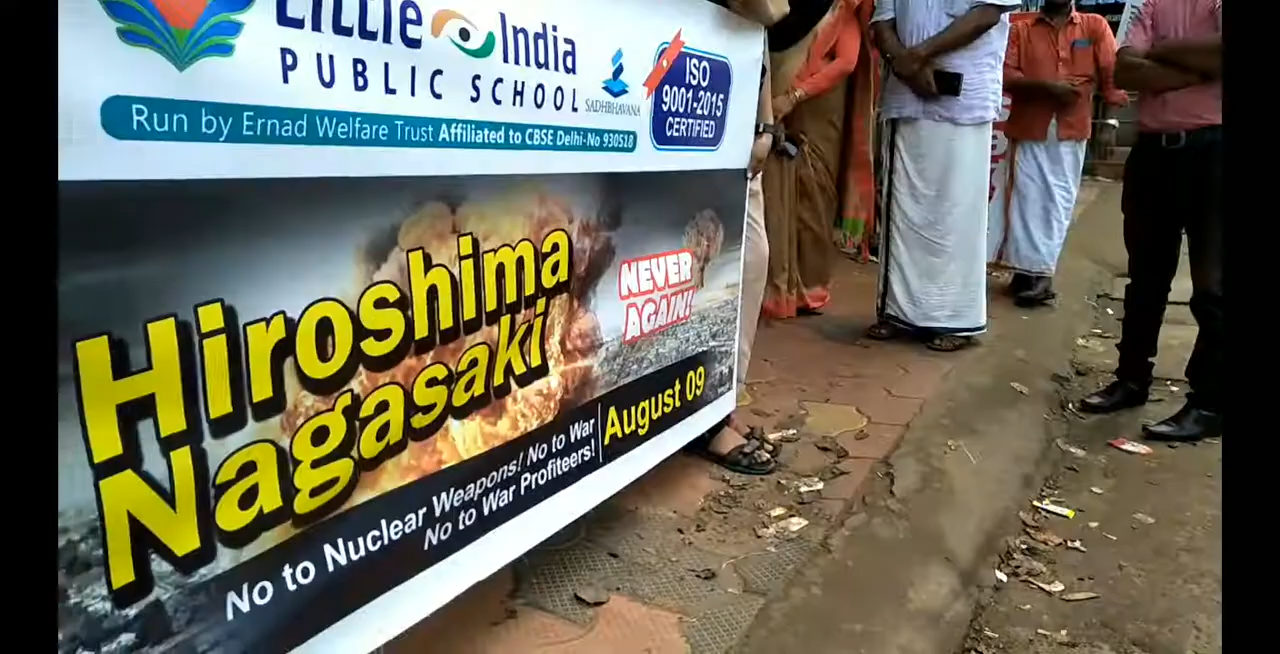 Little India
PUBLIC SCHOOL
SADHBHAVANA
ISO
9001-2015
CERTIFIED
Run by Ernad Welfare Trust Affiliated to CBSE Delhi-No 930518
Hiroshima
Nagasaki
NEVER
AGAIN!
No to Nuclear Weapons! No to War
No to War Profiteers!
August 09